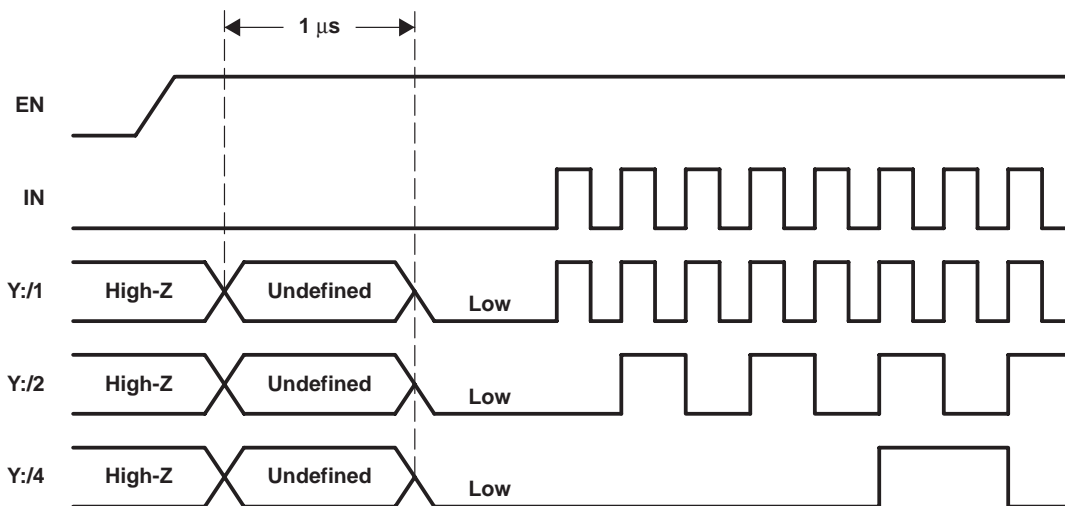 1 μs
EN
IN
Y:/1 High-Z Undefined Low
Y:/2 High-Z Undefined Low
Y:/4 High-Z Undefined Low